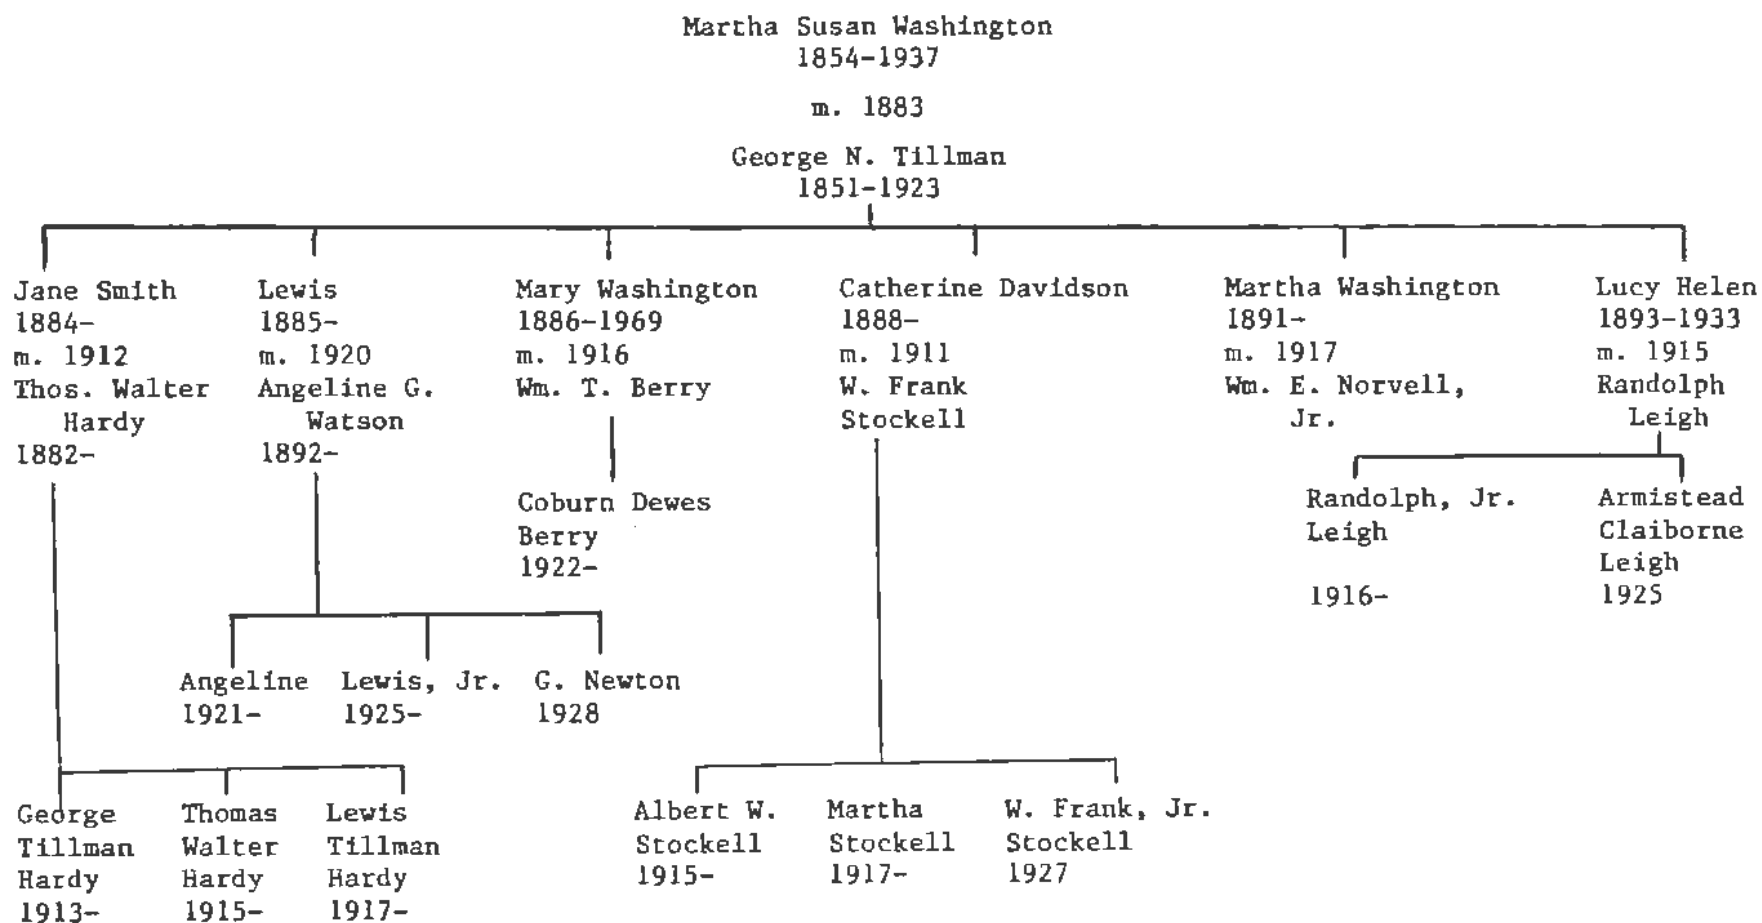 Martha Susan Washington
1854-1937
m. 1883
George N. Tillman
1851-1923
Jane Smith
1884-
m. 1912
Thos. Walter
Hardy
1882-
Lewis
1885-
m. 1920
Angeline G.
Watson
1892-
Mary Washington
1886-1969
m. 1916
Wm. T. Berry
Catherine Davidson
1888-
m. 1911
W. Frank
Stockell
Martha Washington
1891-
m. 1917
Wm. E. Norvell,
Jr.
Lucy Helen
1893-1933
m. 1915
Randolph
Leigh
Coburn Dewes
Berry
1922-
Randolph, Jr.
Leigh
1916-
Armistead
Claiborne
Leigh
1925
Angeline
1921-
Lewis, Jr.
1925-
G. Newton
1928
George
Tillman
Hardy
1913-
Thomas
Walter
Hardy
1915-
Lewis
Tillman
Hardy
1917-
Albert W.
Stockell
1915-
Martha
Stockell
1917-
W. Frank, Jr.
Stockell
1927